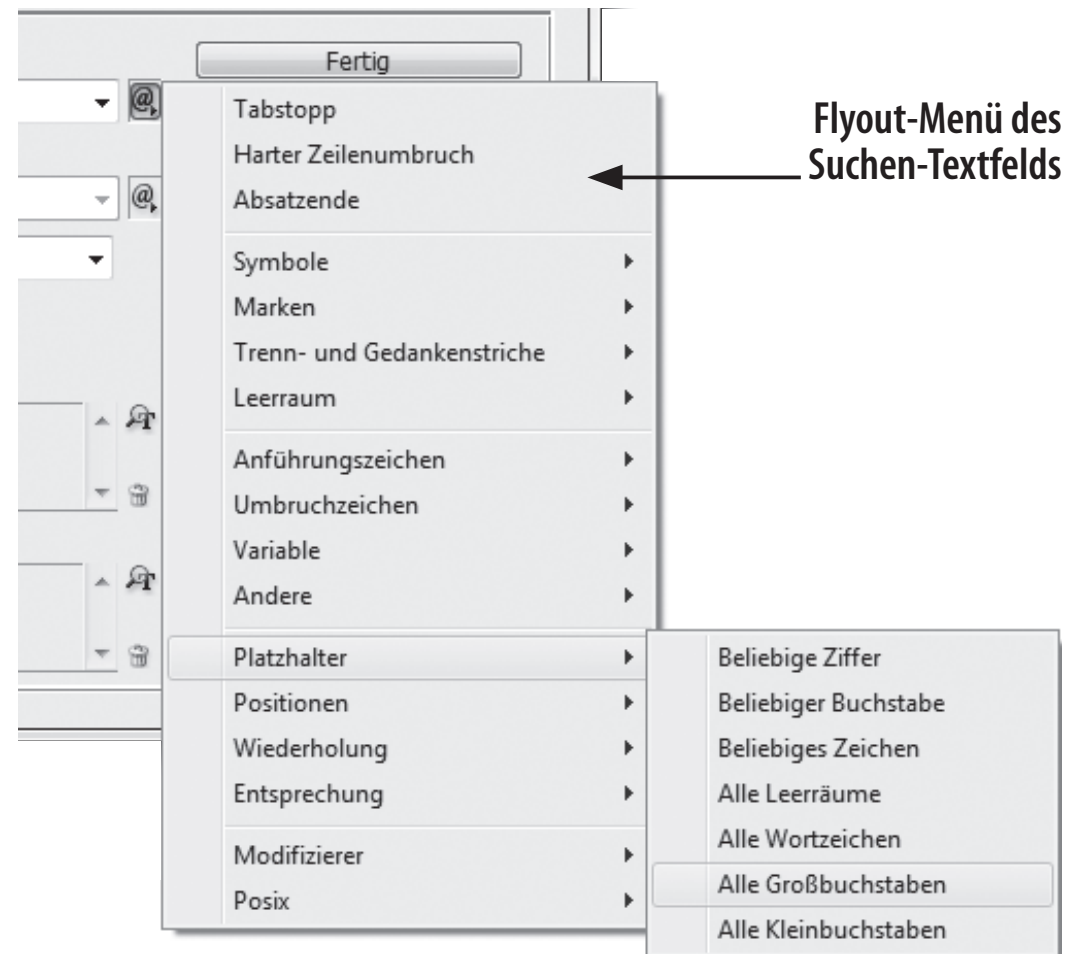 Fertig
@
Tabstopp
Harter Zeilenumbruch
Absatzende
Flyout-Menü des
Suchen-Textfelds
@
Symbole
Marken
Trenn- und Gedankenstriche
Leerraum
Anführungszeichen
Umbruchzeichen
Variable
Andere
Platzhalter
Positionen
Wiederholung
Entsprechung
Modifizierer
Posix
Beliebige Ziffer
Beliebiger Buchstabe
Beliebiges Zeichen
Alle Leerräume
Alle Wortzeichen
Alle Großbuchstaben
Alle Kleinbuchstaben